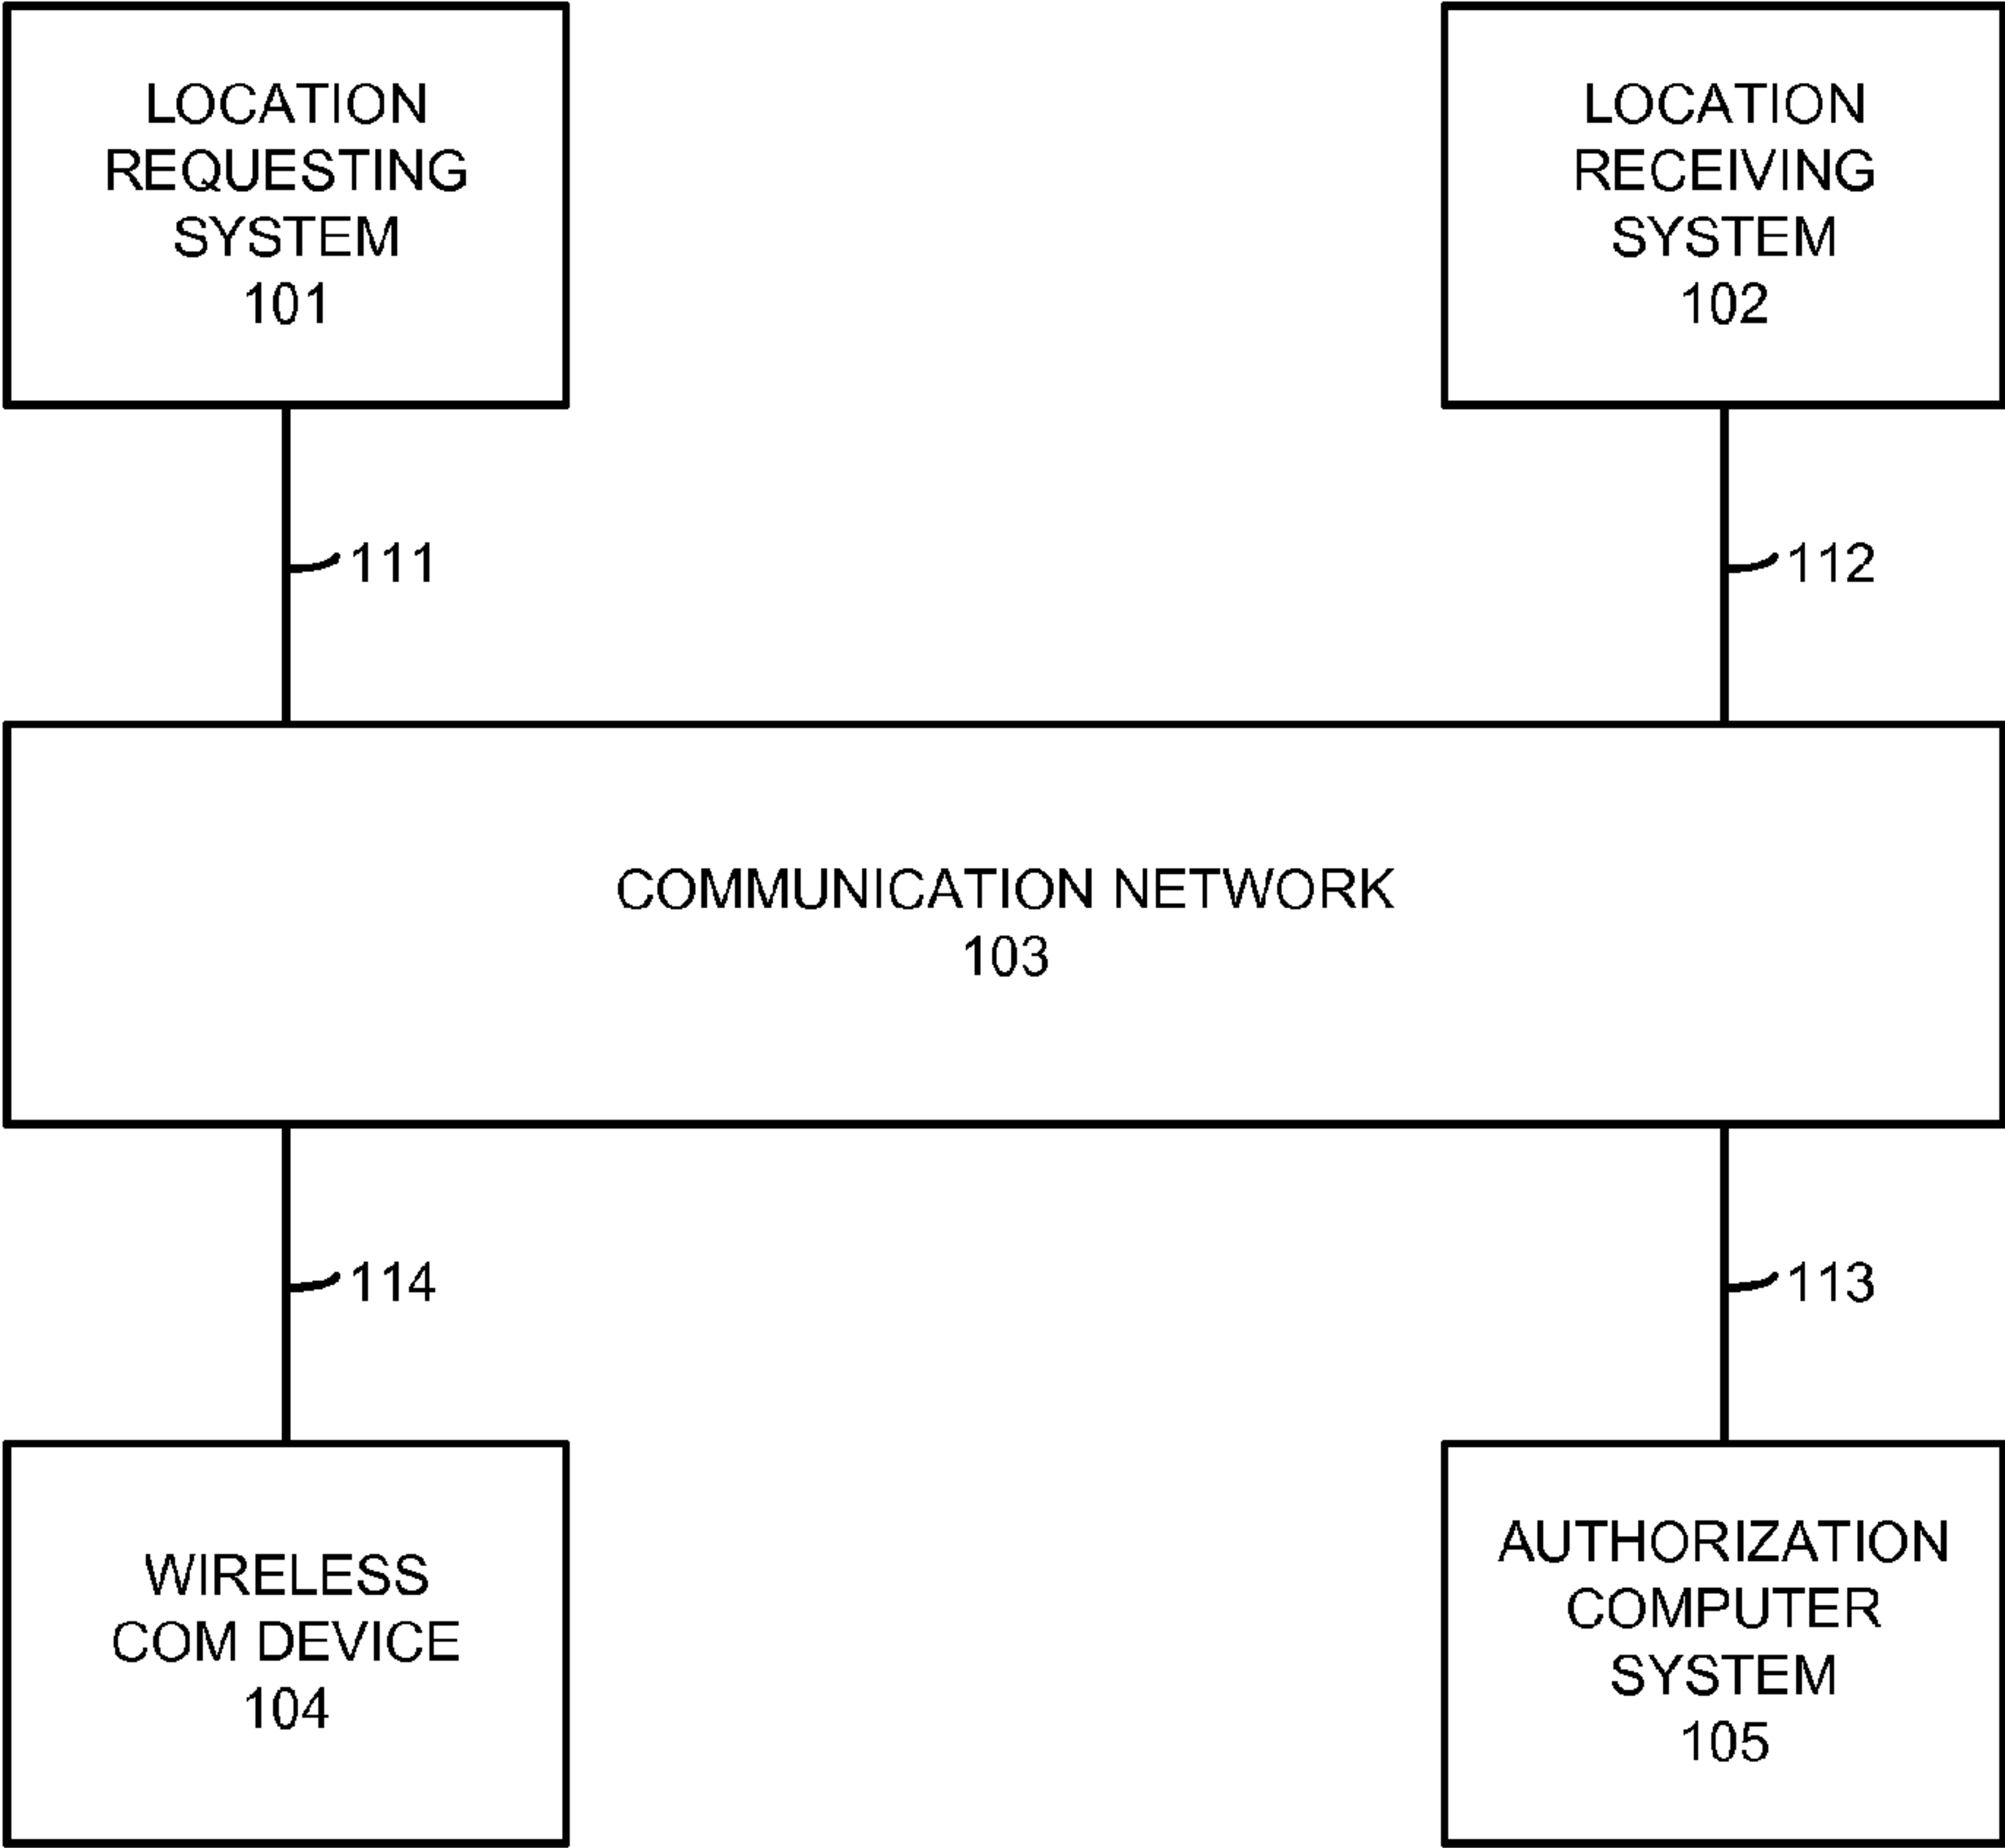 LOCATION
REQUESTING
SYSTEM
101
LOCATION
RECEIVING
SYSTEM
102
111
112
COMMUNICATION NETWORK
103
114
113
WIRELESS
COM DEVICE
104
AUTHORIZATION
COMPUTER
SYSTEM
105